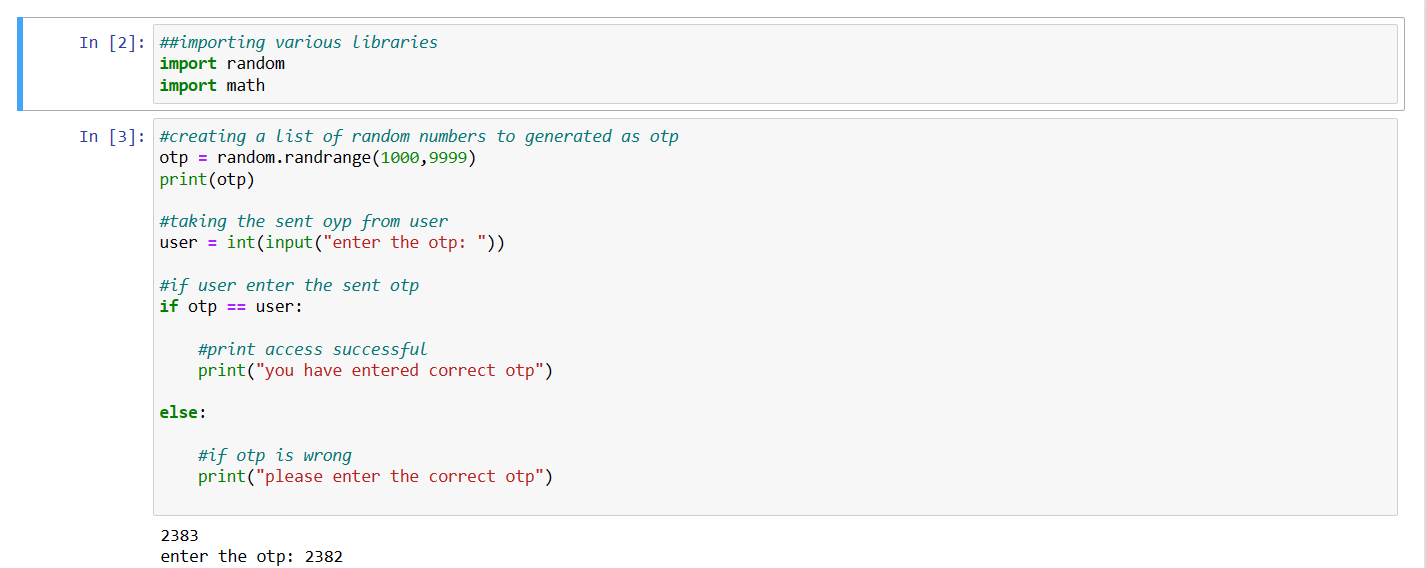 In [2]: ##importing various libraries
import random
import math
In [3]: #creating a list of random numbers to generated as otp
otp = random.randrange(1000,9999)
print(otp)
#taking the sent oyp from user
user = int(input("enter the otp: "))
#if user enter the sent otp
if otp == user:
    #print access successful
    print("you have entered correct otp")
else:
    #if otp is wrong
    print("please enter the correct otp")
2383
enter the otp: 2382